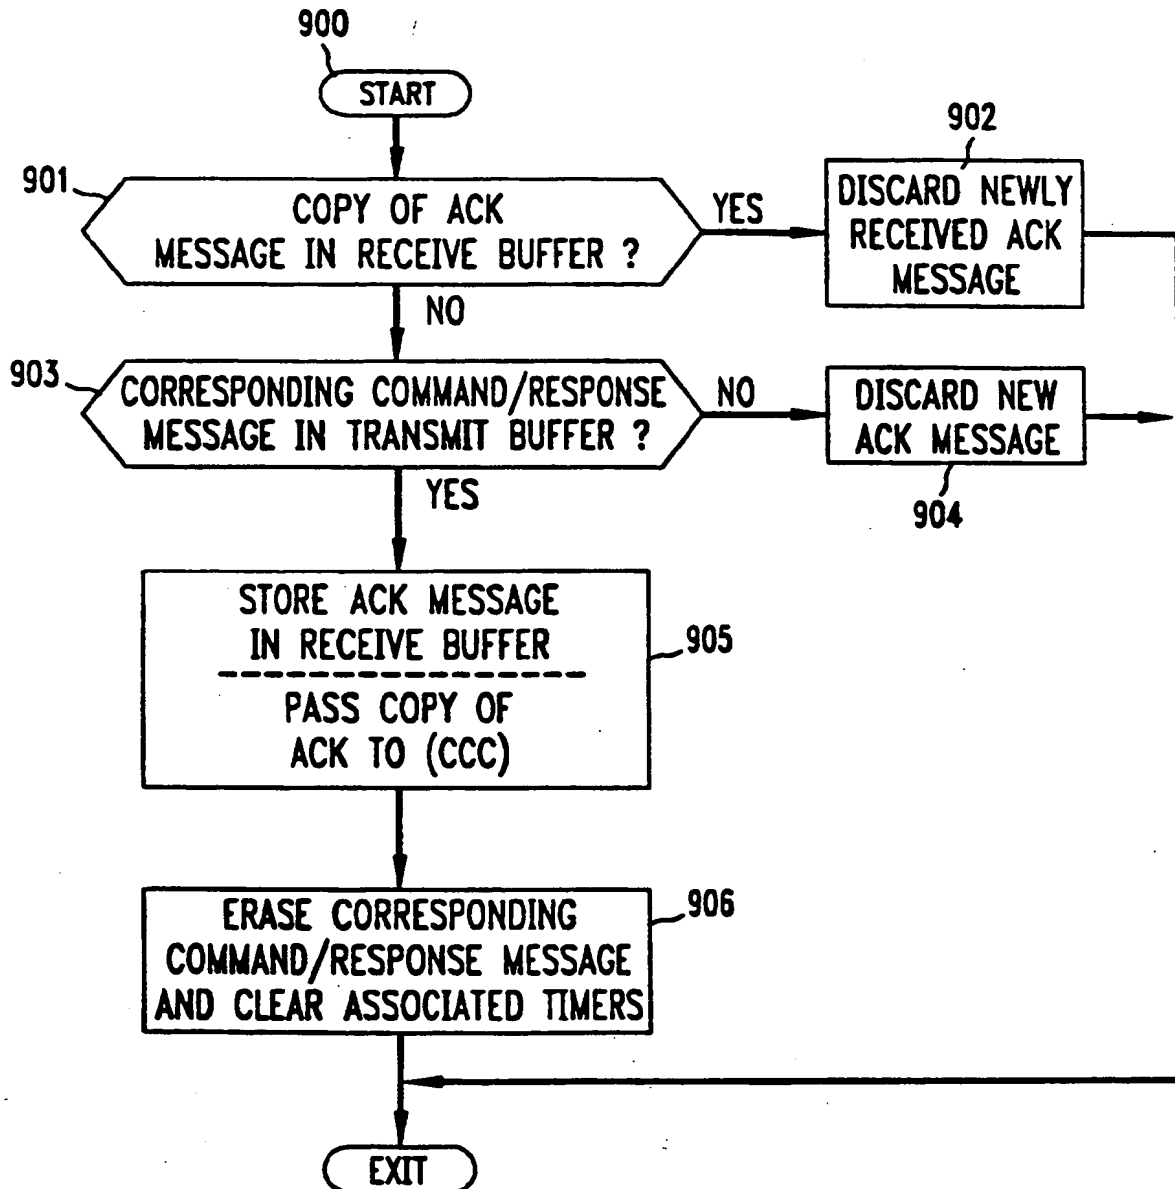 900
START
901
COPY OF ACK
MESSAGE IN RECEIVE BUFFER ?
YES
902
DISCARD NEWLY
RECEIVED ACK
MESSAGE
NO
903
CORRESPONDING COMMAND/RESPONSE
MESSAGE IN TRANSMIT BUFFER ?
NO
DISCARD NEW
ACK MESSAGE
904
YES
STORE ACK MESSAGE
IN RECEIVE BUFFER
PASS COPY OF
ACK TO (CCC)
905
ERASE CORRESPONDING
COMMAND/RESPONSE MESSAGE
AND CLEAR ASSOCIATED TIMERS
906
EXIT